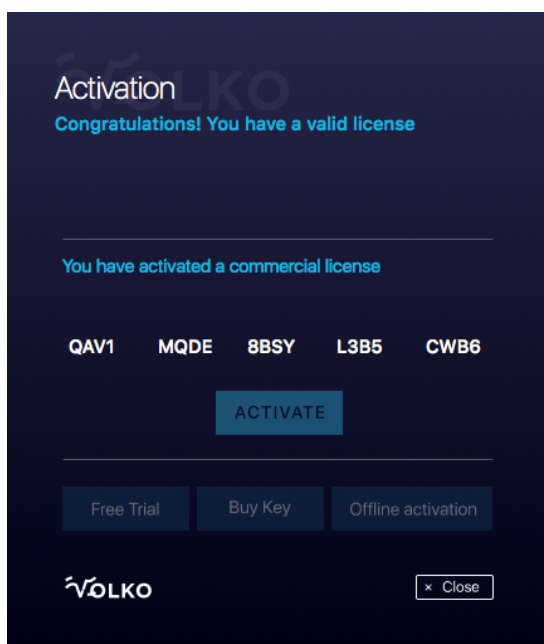 VOLKO
Activation
Congratulations! You have a valid license
You have activated a commercial license
QAV1 MQDE 8BSY L3B5 CWB6
ACTIVATE
Free Trial Buy Key Offline activation
VOLKO × Close